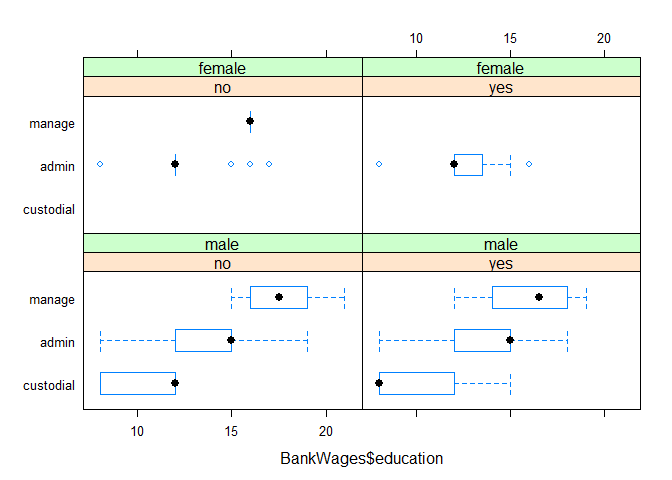 10 15 20
female female
no yes
manage
admin
custodial
male male
no yes
manage
admin
custodial
10 15 20
BankWages$education